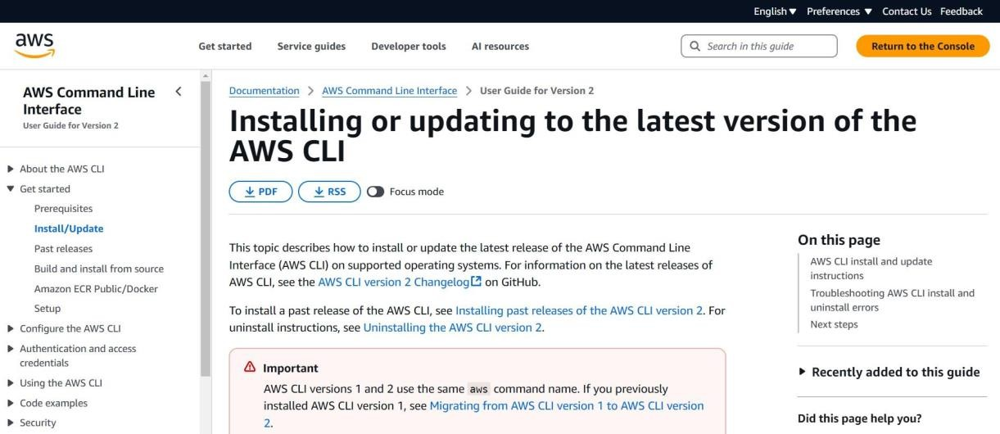 English Preferences Contact Us Feedback
aws
Get started Service guides Developer tools AI resources
Search in this guide
Return to the Console
AWS Command Line
Interface
User Guide for Version 2
About the AWS CLI
Get started
Prerequisites
Install/Update
Past releases
Build and install from source
Amazon ECR Public/Docker
Setup
Configure the AWS CLI
Authentication and access
credentials
Using the AWS CLI
Code examples
Security
Documentation > AWS Command Line Interface > User Guide for Version 2
Installing or updating to the latest version of the
AWS CLI
PDF RSS Focus mode
This topic describes how to install or update the latest release of the AWS Command Line
Interface (AWS CLI) on supported operating systems. For information on the latest releases of
AWS CLI, see the AWS CLI version 2 Changelog on GitHub.
To install a past release of the AWS CLI, see Installing past releases of the AWS CLI version 2. For
uninstall instructions, see Uninstalling the AWS CLI version 2.
Important
AWS CLI versions 1 and 2 use the same aws command name. If you previously
installed AWS CLI version 1, see Migrating from AWS CLI version 1 to AWS CLI version
2.
On this page
AWS CLI install and update
instructions
Troubleshooting AWS CLI install and
uninstall errors
Next steps
Recently added to this guide
Did this page help you?